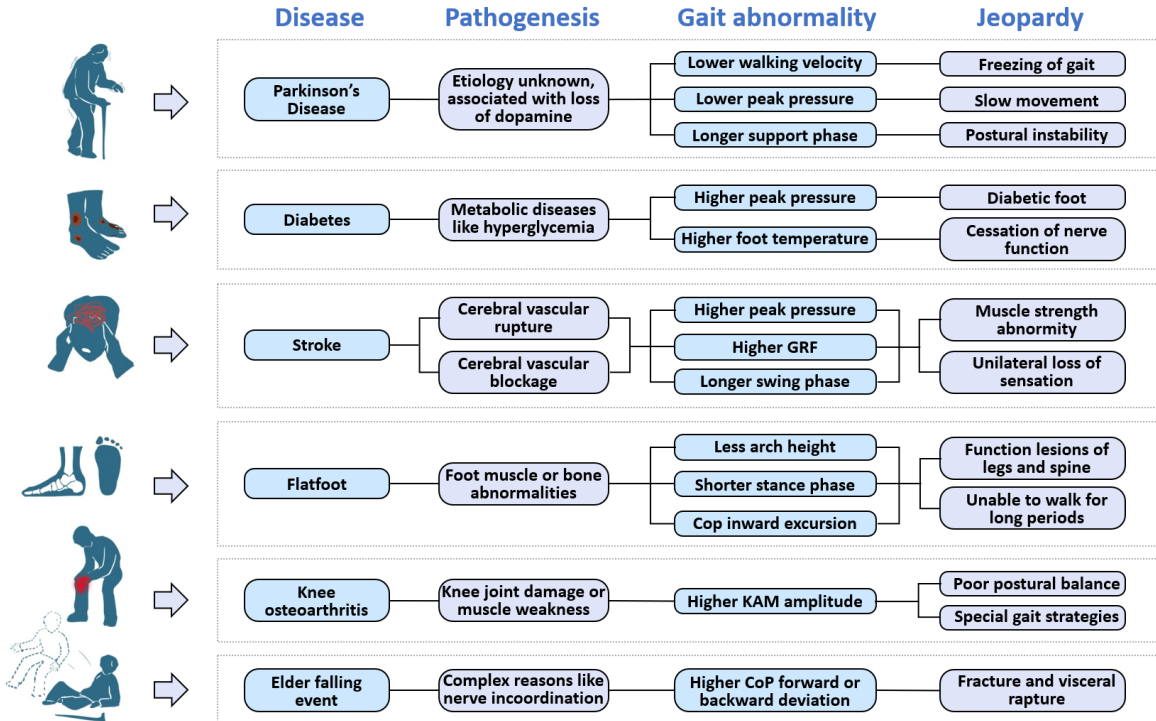 Disease
Pathogenesis
Gait abnormality
Jeopardy
Parkinson's
Disease
Etiology unknown,
associated with loss
of dopamine
Lower walking velocity
Freezing of gait
Lower peak pressure
Slow movement
Longer support phase
Postural instability
Diabetes
Metabolic diseases
like hyperglycemia
Higher peak pressure
Diabetic foot
Higher foot temperature
Cessation of nerve
function
Stroke
Cerebral vascular
rupture
Cerebral vascular
blockage
Higher peak pressure
Higher GRF
Longer swing phase
Muscle strength
abnormity
Unilateral loss of
sensation
Flatfoot
Foot muscle or bone
abnormalities
Less arch height
Shorter stance phase
Cop inward excursion
Function lesions of
legs and spine
Unable to walk for
long periods
Knee
osteoarthritis
Knee joint damage or
muscle weakness
Higher KAM amplitude
Poor postural balance
Special gait strategies
Elder falling
event
Complex reasons like
nerve incoordination
Higher CoP forward or
backward deviation
Fracture and visceral
rapture